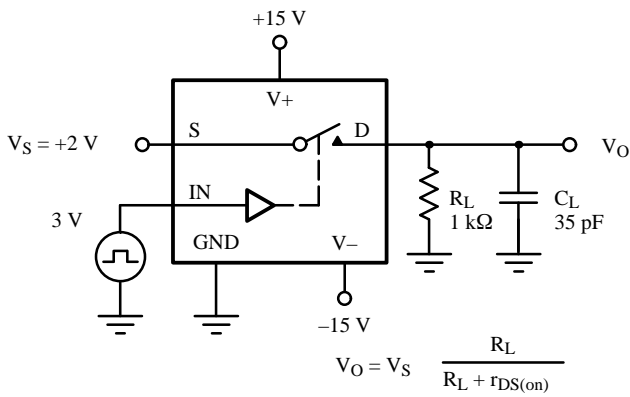 +15 V
V+
S
D
VS = +2 V
VO
IN
3 V
RL
1 kΩ
CL
35 pF
GND
V–
–15 V
VO = VS RL / RL + rDS(on)